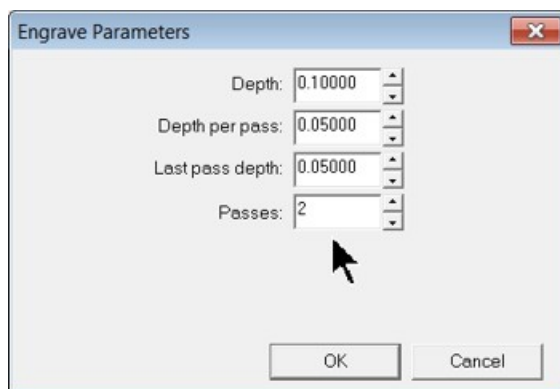 Engrave Parameters
Depth: 0.10000
Depth per pass: 0.05000
Last pass depth: 0.05000
Passes: 2
OK Cancel